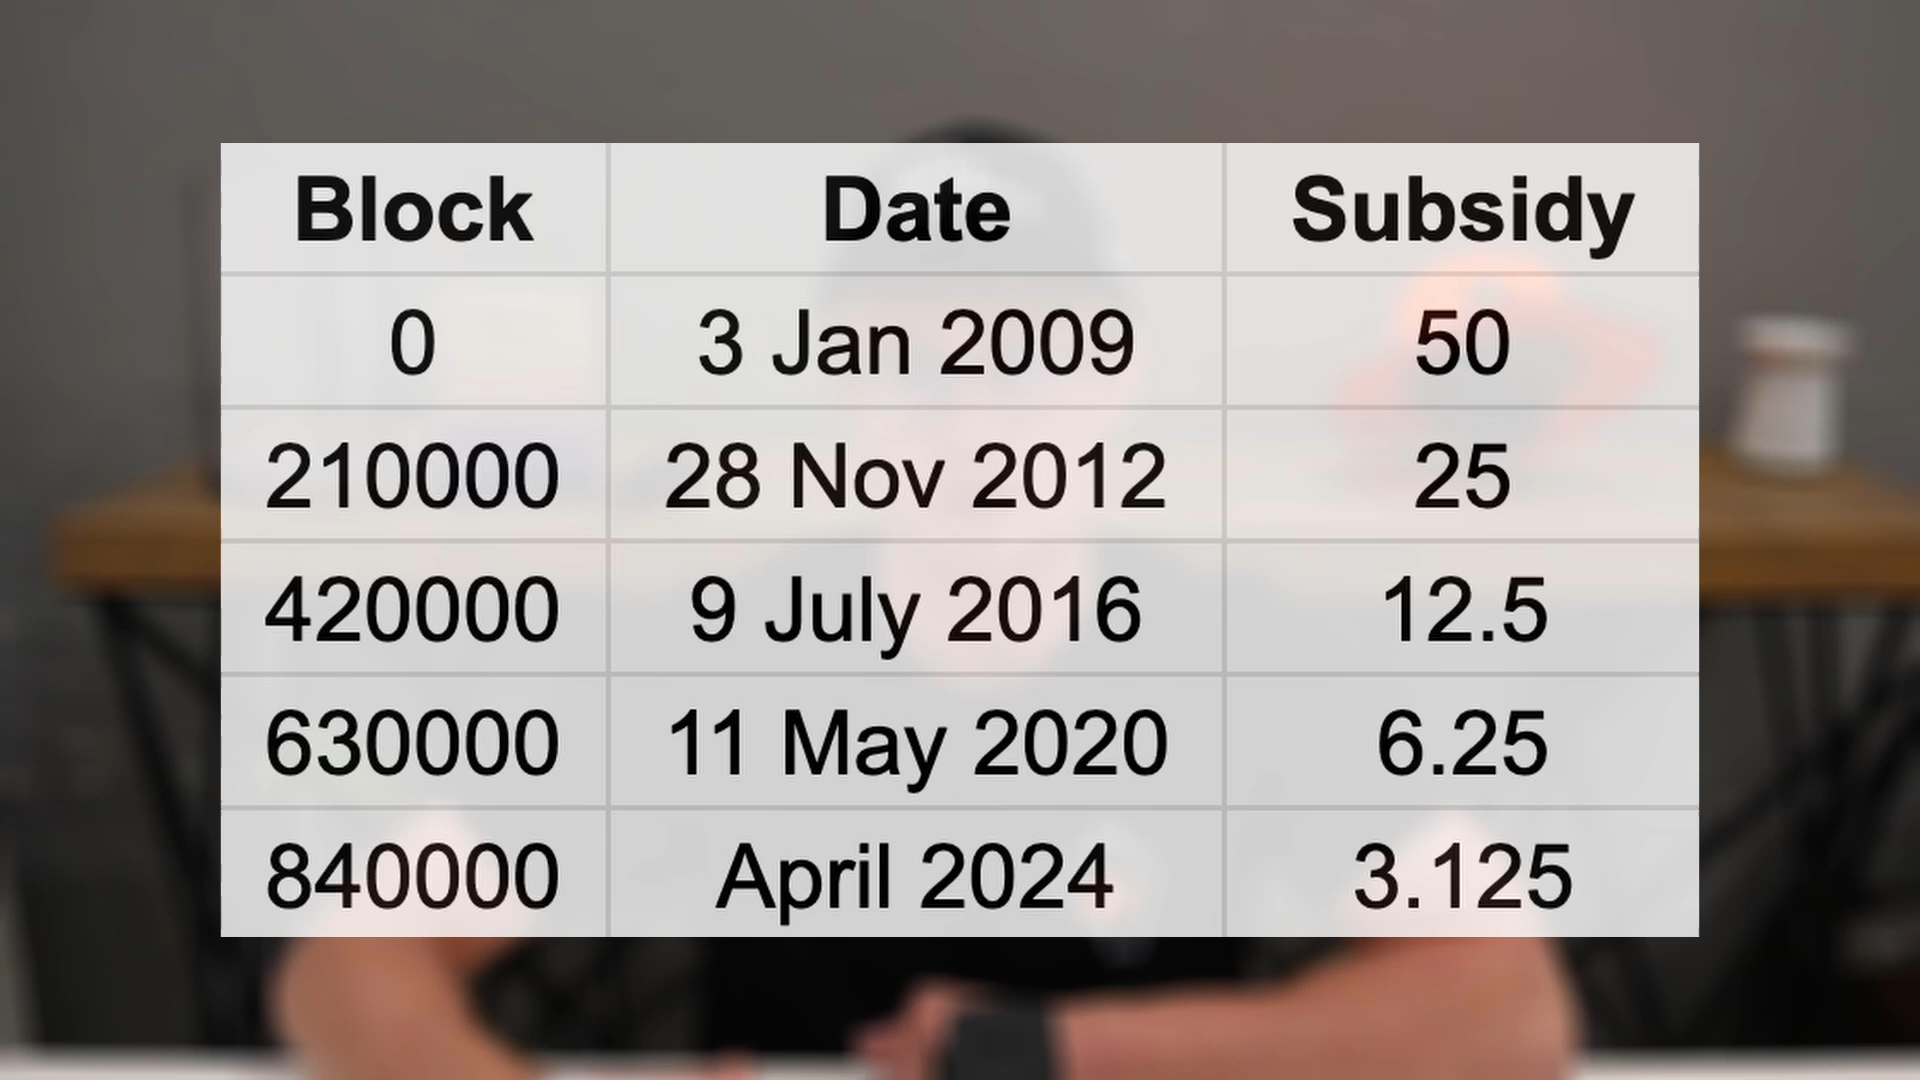 Block Date Subsidy
0 3 Jan 2009 50
210000 28 Nov 2012 25
420000 9 July 2016 12.5
630000 11 May 2020 6.25
840000 April 2024 3.125